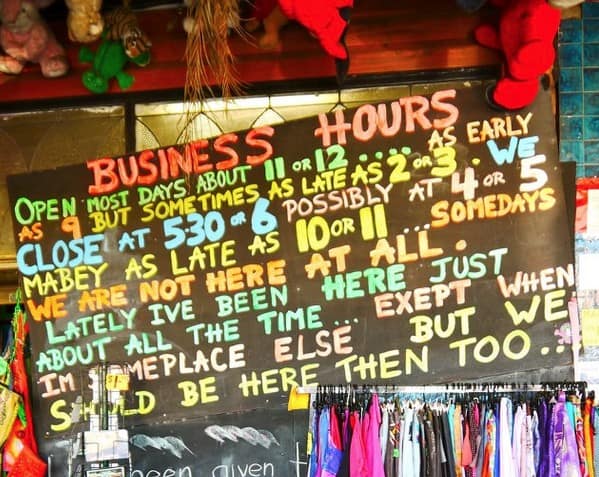 BUSINESS HOURS
OPEN MOST DAYS ABOUT 11 OR 12 .... AS EARLY
AS 9 BUT SOMETIMES AS LATE AS 2 OR 3. WE
CLOSE AT 530 OR 6 POSSIBLY AT 4 OR 5
MABEY AS LATE AS 10 OR 11 ... SOMEDAYS
WE ARE NOT HERE AT ALL.
LATELY IVE BEEN HERE JUST
ABOUT ALL THE TIME... EXEPT WHEN
IM SOMEPLACE ELSE BUT WE
SHOULD BE HERE THEN TOO..
been given